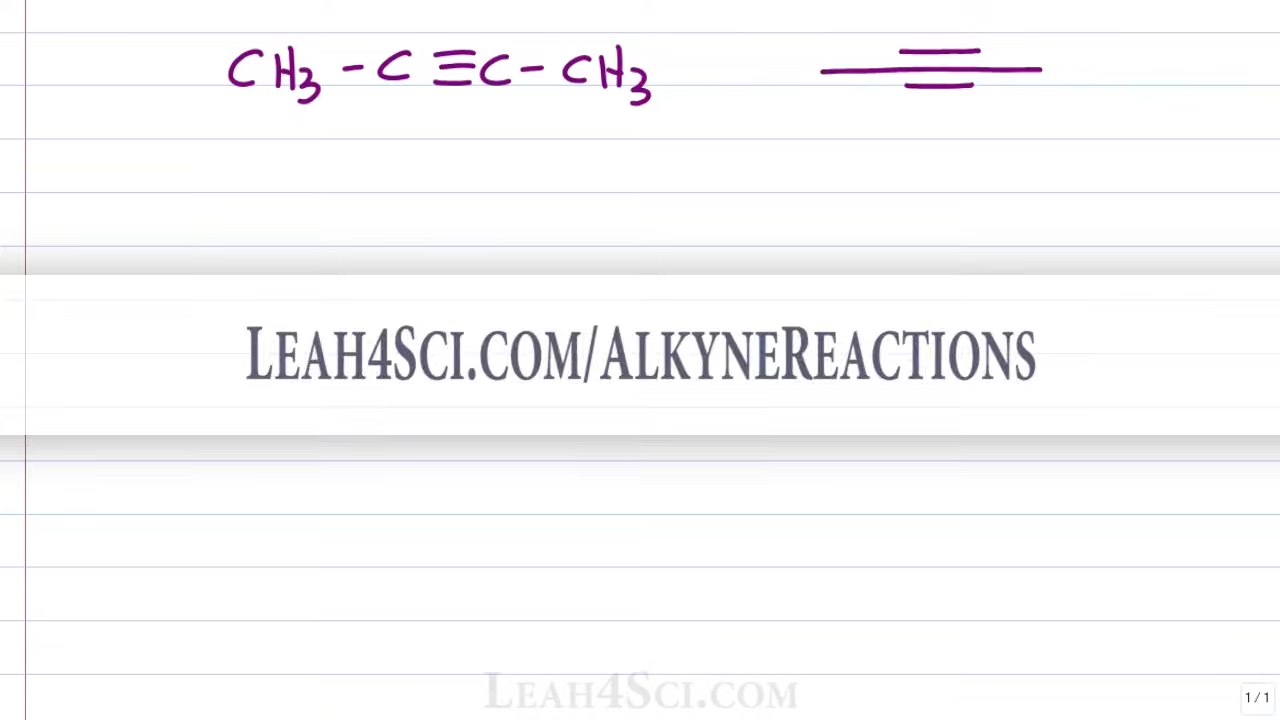 CH3 - C ≡ C - CH3
LEAH4SCI.COM/ALKYNEREACTIONS
LEAH4SCI.COM
1 / 1